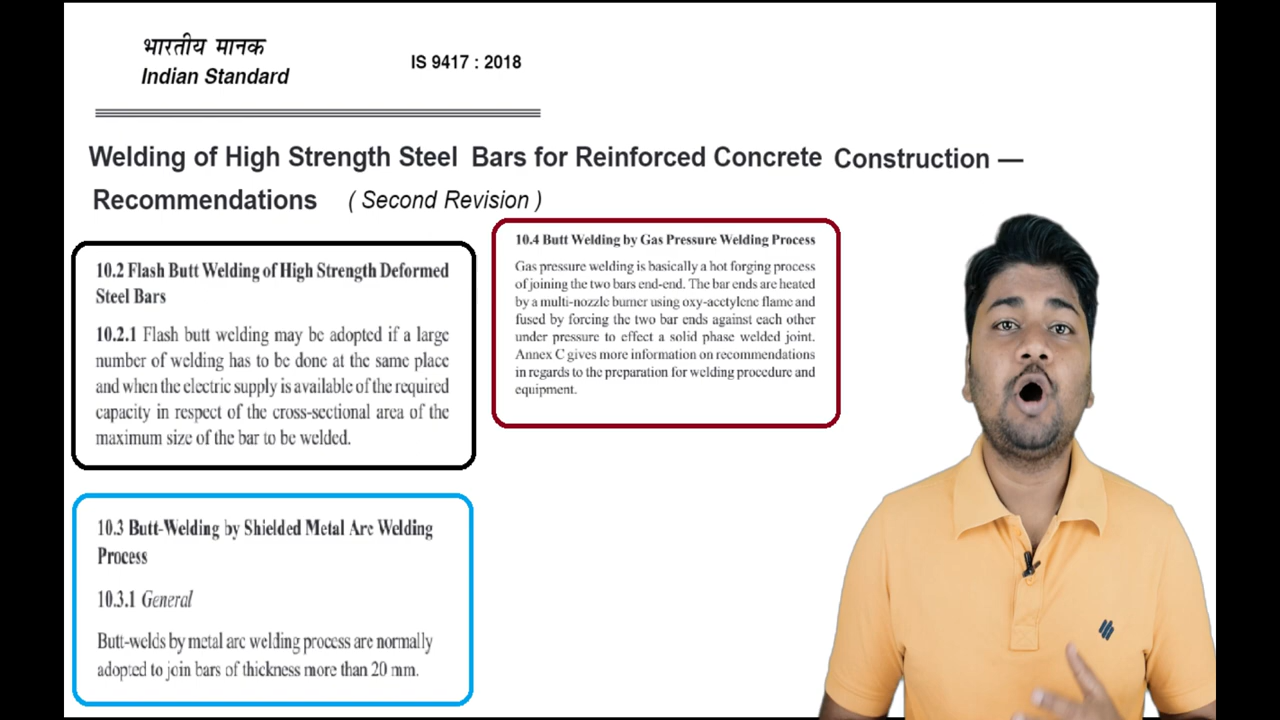 भारतीय मानक
Indian Standard
IS 9417 : 2018
Welding of High Strength Steel Bars for Reinforced Concrete Construction —
Recommendations ( Second Revision )
10.2 Flash Butt Welding of High Strength Deformed
Steel Bars
10.2.1 Flash butt welding may be adopted if a large
number of welding has to be done at the same place
and when the electric supply is available of the required
capacity in respect of the cross-sectional area of the
maximum size of the bar to be welded.
10.4 Butt Welding by Gas Pressure Welding Process
Gas pressure welding is basically a hot forging process
of joining the two bars end-end. The bar ends are heated
by a multi-nozzle burner using oxy-acetylene flame and
fused by forcing the two bar ends against each other
under pressure to effect a solid phase welded joint.
Annex C gives more information on recommendations
in regards to the preparation for welding procedure and
equipment.
10.3 Butt-Welding by Shielded Metal Arc Welding
Process
10.3.1 General
Butt-welds by metal arc welding process are normally
adopted to join bars of thickness more than 20 mm.